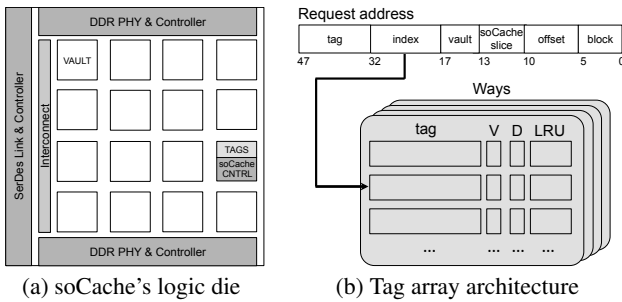 DDR PHY & Controller
SerDes Link & Controller
Interconnect
VAULT
TAGS
soCache
CNTRL
DDR PHY & Controller
(a) soCache's logic die
Request address
tag index vault soCache slice offset block
47 32 17 13 10 5 0
Ways
tag V D LRU
... ... ... ...
(b) Tag array architecture